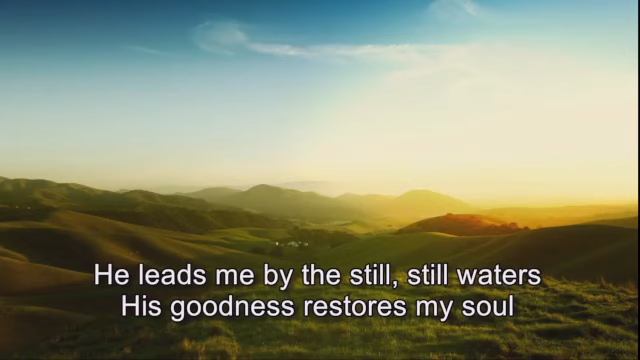 He leads me by the still, still waters
His goodness restores my soul